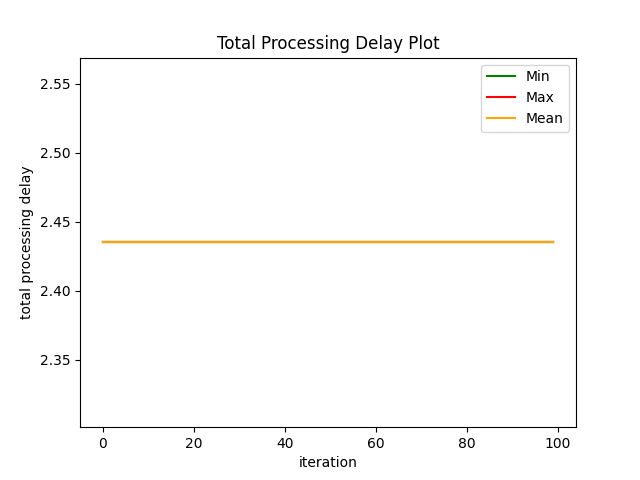 Total Processing Delay Plot
Min
Max
Mean
total processing delay
2.55
2.50
2.45
2.40
2.35
0 20 40 60 80 100
iteration